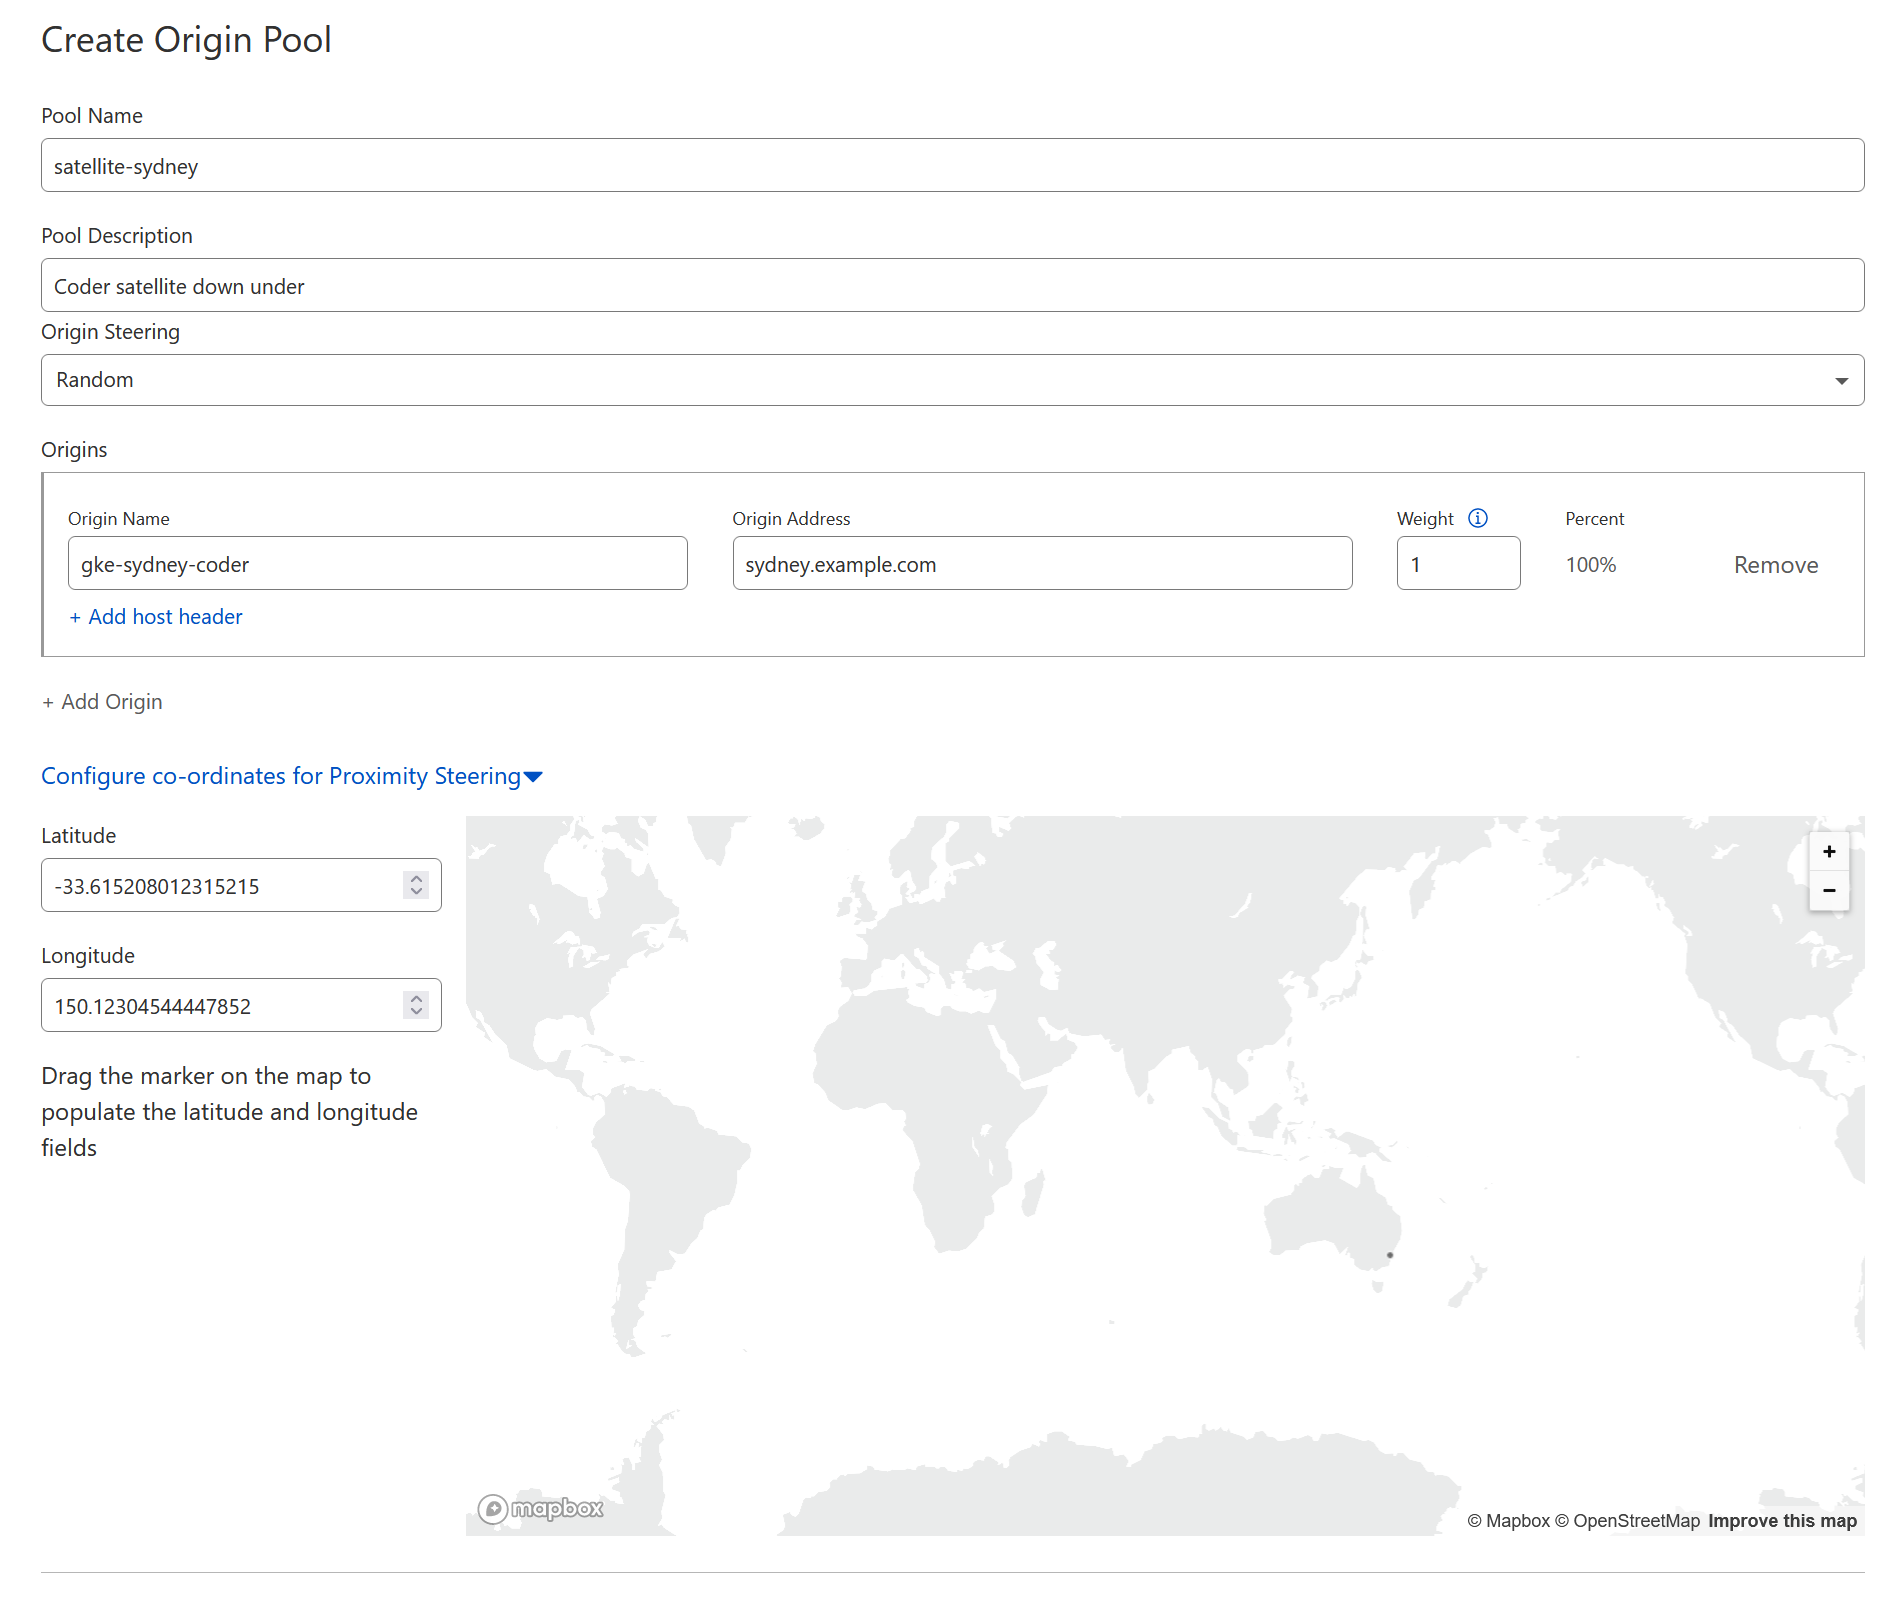 Create Origin Pool
Pool Name
satellite-sydney
Pool Description
Coder satellite down under
Origin Steering
Random
Origins
Origin Name
Origin Address
Weight
Percent
gke-sydney-coder
sydney.example.com
1
100%
Remove
+ Add host header
+ Add Origin
Configure co-ordinates for Proximity Steering
Latitude
-33.615208012315215
Longitude
150.12304544447852
Drag the marker on the map to
populate the latitude and longitude
fields
+
−
mapbox
© Mapbox © OpenStreetMap Improve this map